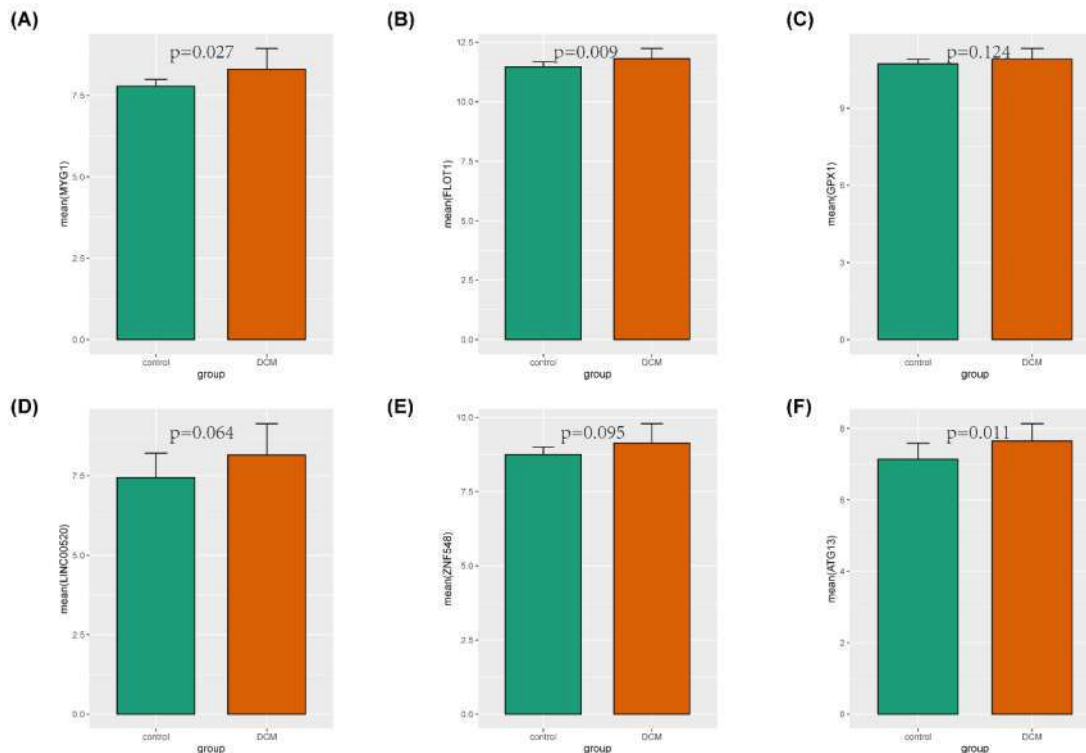 (A)
p=0.027
7.5
5.0
2.5
0.0
mean(MYG1)
control
DCM
group
(B)
p=0.009
12.5
10.0
7.5
5.0
2.5
0.0
mean(FLOT1)
control
DCM
group
(C)
p=0.124
9
6
3
0
mean(GPX1)
control
DCM
group
(D)
p=0.064
7.5
5.0
2.5
0.0
mean(LINC00520)
control
DCM
group
(E)
p=0.095
10.0
7.5
5.0
2.5
0.0
mean(ZNF548)
control
DCM
group
(F)
p=0.011
8
6
4
2
0
mean(ATG13)
control
DCM
group